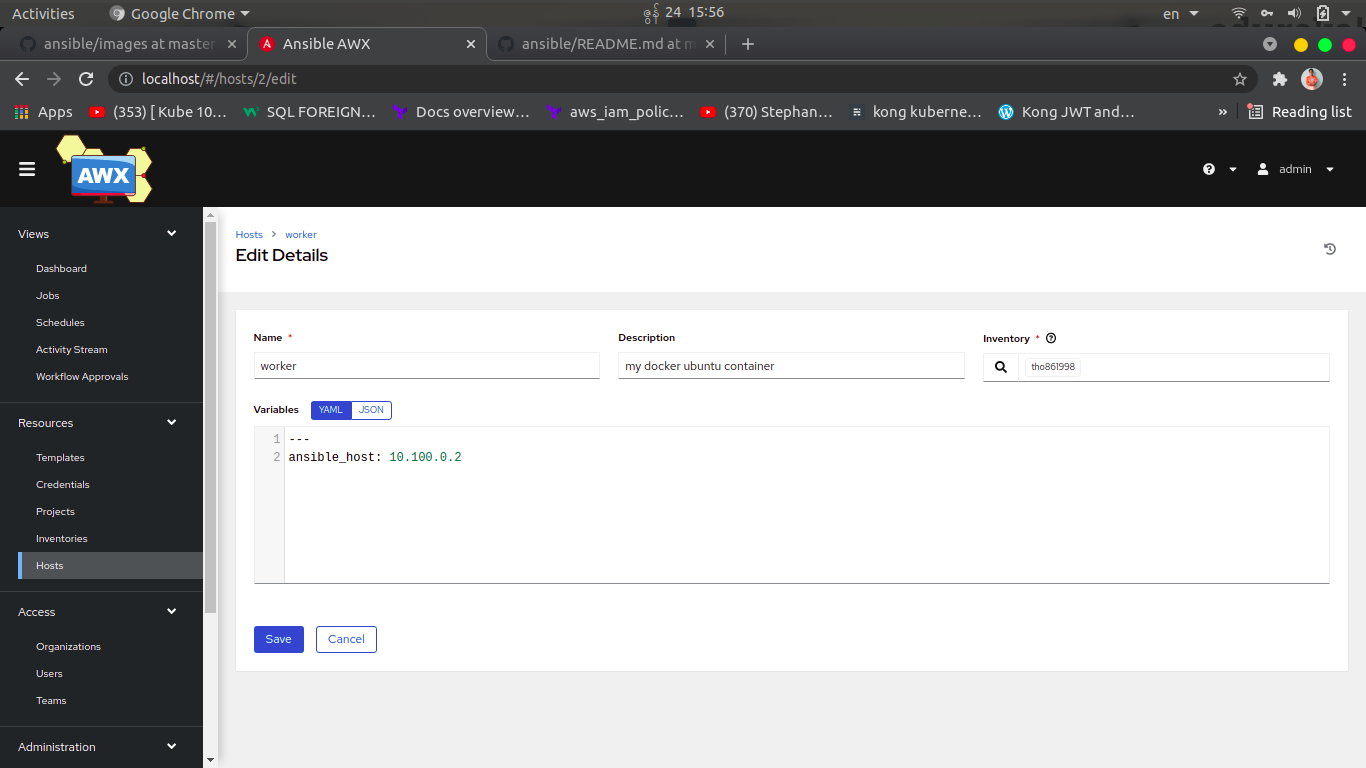 Activities
Google Chrome
24 15:56
en
ansible/images at master
Ansible AWX
ansible/README.md at m
localhost/#/hosts/2/edit
Apps
(353) [ Kube 10...
SQL FOREIGN...
Docs overview...
aws_iam_polic...
(370) Stephan...
kong kuberne...
Kong JWT and...
»
Reading list
AWX
admin
Views
Dashboard
Jobs
Schedules
Activity Stream
Workflow Approvals
Resources
Templates
Credentials
Projects
Inventories
Hosts
Access
Organizations
Users
Teams
Administration
Hosts > worker
Edit Details
Name *
worker
Description
my docker ubuntu container
Inventory *
tho861998
Variables YAML JSON
1 ---
2 ansible_host: 10.100.0.2
Save Cancel